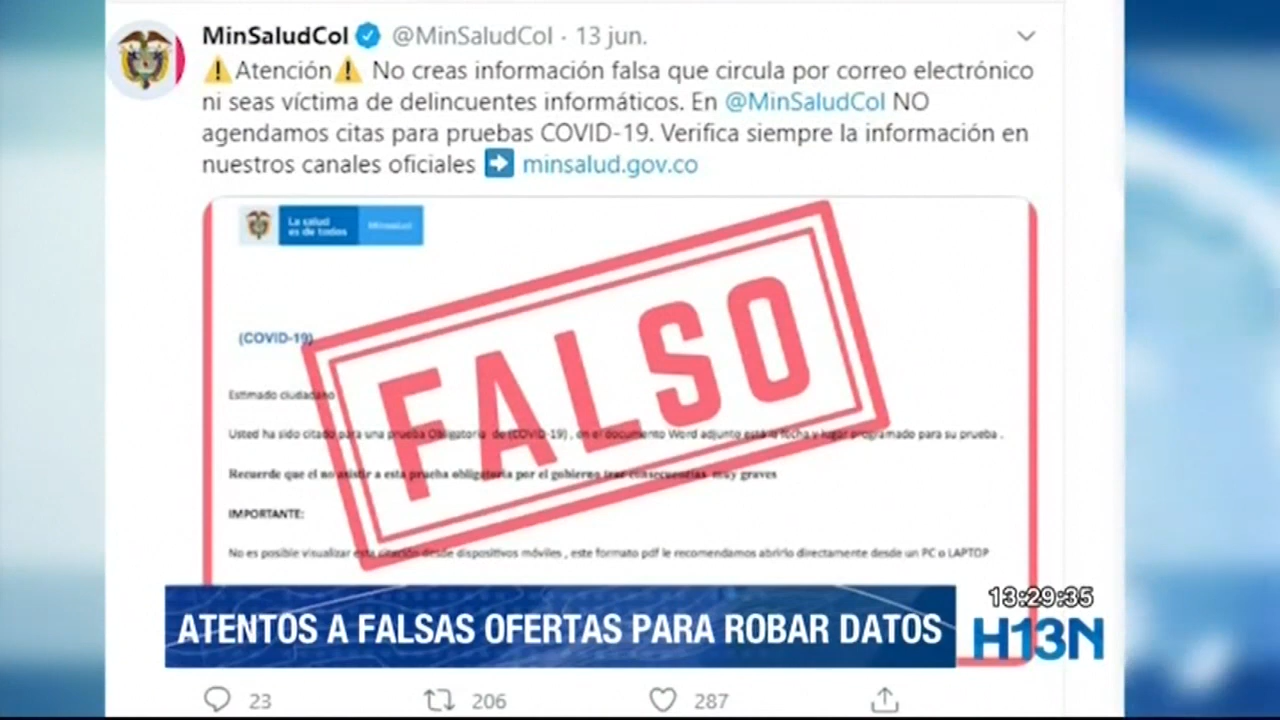 MinSaludCol @MinSaludCol · 13 jun.
⚠Atención⚠ No creas información falsa que circula por correo electrónico
ni seas víctima de delincuentes informáticos. En @MinSaludCol NO
agendamos citas para pruebas COVID-19. Verifica siempre la información en
nuestros canales oficiales ➡ minsalud.gov.co
La salud
es de todos
Minsalud
(COVID-19)
Estimado ciudadano
Usted ha sido citado para una prueba Obligatoria de (COVID-19) , en el documento Word adjunto está la fecha y lugar programado para su prueba .
Recuerde que el no asistir a esta prueba obligatoria por el gobierno trae consecuencias muy graves
IMPORTANTE:
No es posible visualizar esta citación desde dispositivos móviles , este formato pdf le recomendamos abrirlo directamente desde un PC o LAPTOP
FALSO
ATENTOS A FALSAS OFERTAS PARA ROBAR DATOS
13:29:35
H13N
23 206 287